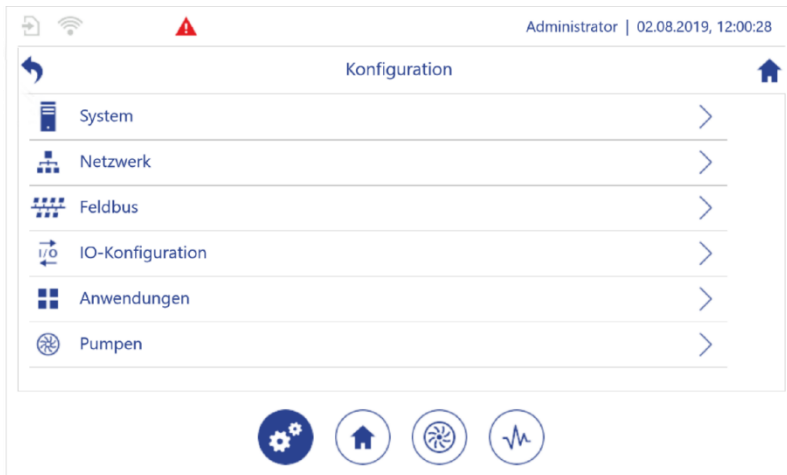 Administrator | 02.08.2019, 12:00:28
Konfiguration
System
Netzwerk
Feldbus
I/O
IO-Konfiguration
Anwendungen
Pumpen